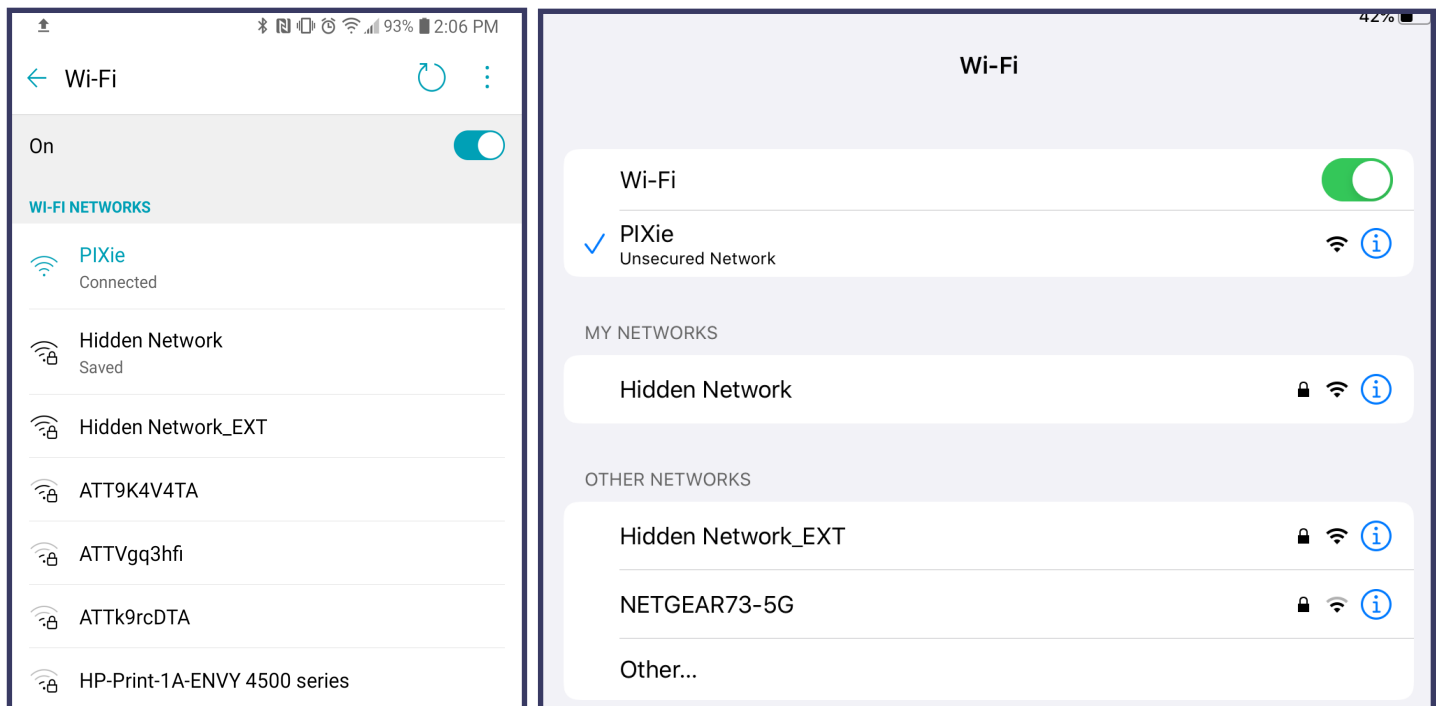 93% 2:06 PM
Wi-Fi
On
WI-FI NETWORKS
PIXie
Connected
Hidden Network
Saved
Hidden Network_EXT
ATT9K4V4TA
ATTVgq3hfi
ATTk9rcDTA
HP-Print-1A-ENVY 4500 series
42%
Wi-Fi
Wi-Fi
PIXie
Unsecured Network
MY NETWORKS
Hidden Network
OTHER NETWORKS
Hidden Network_EXT
NETGEAR73-5G
Other...